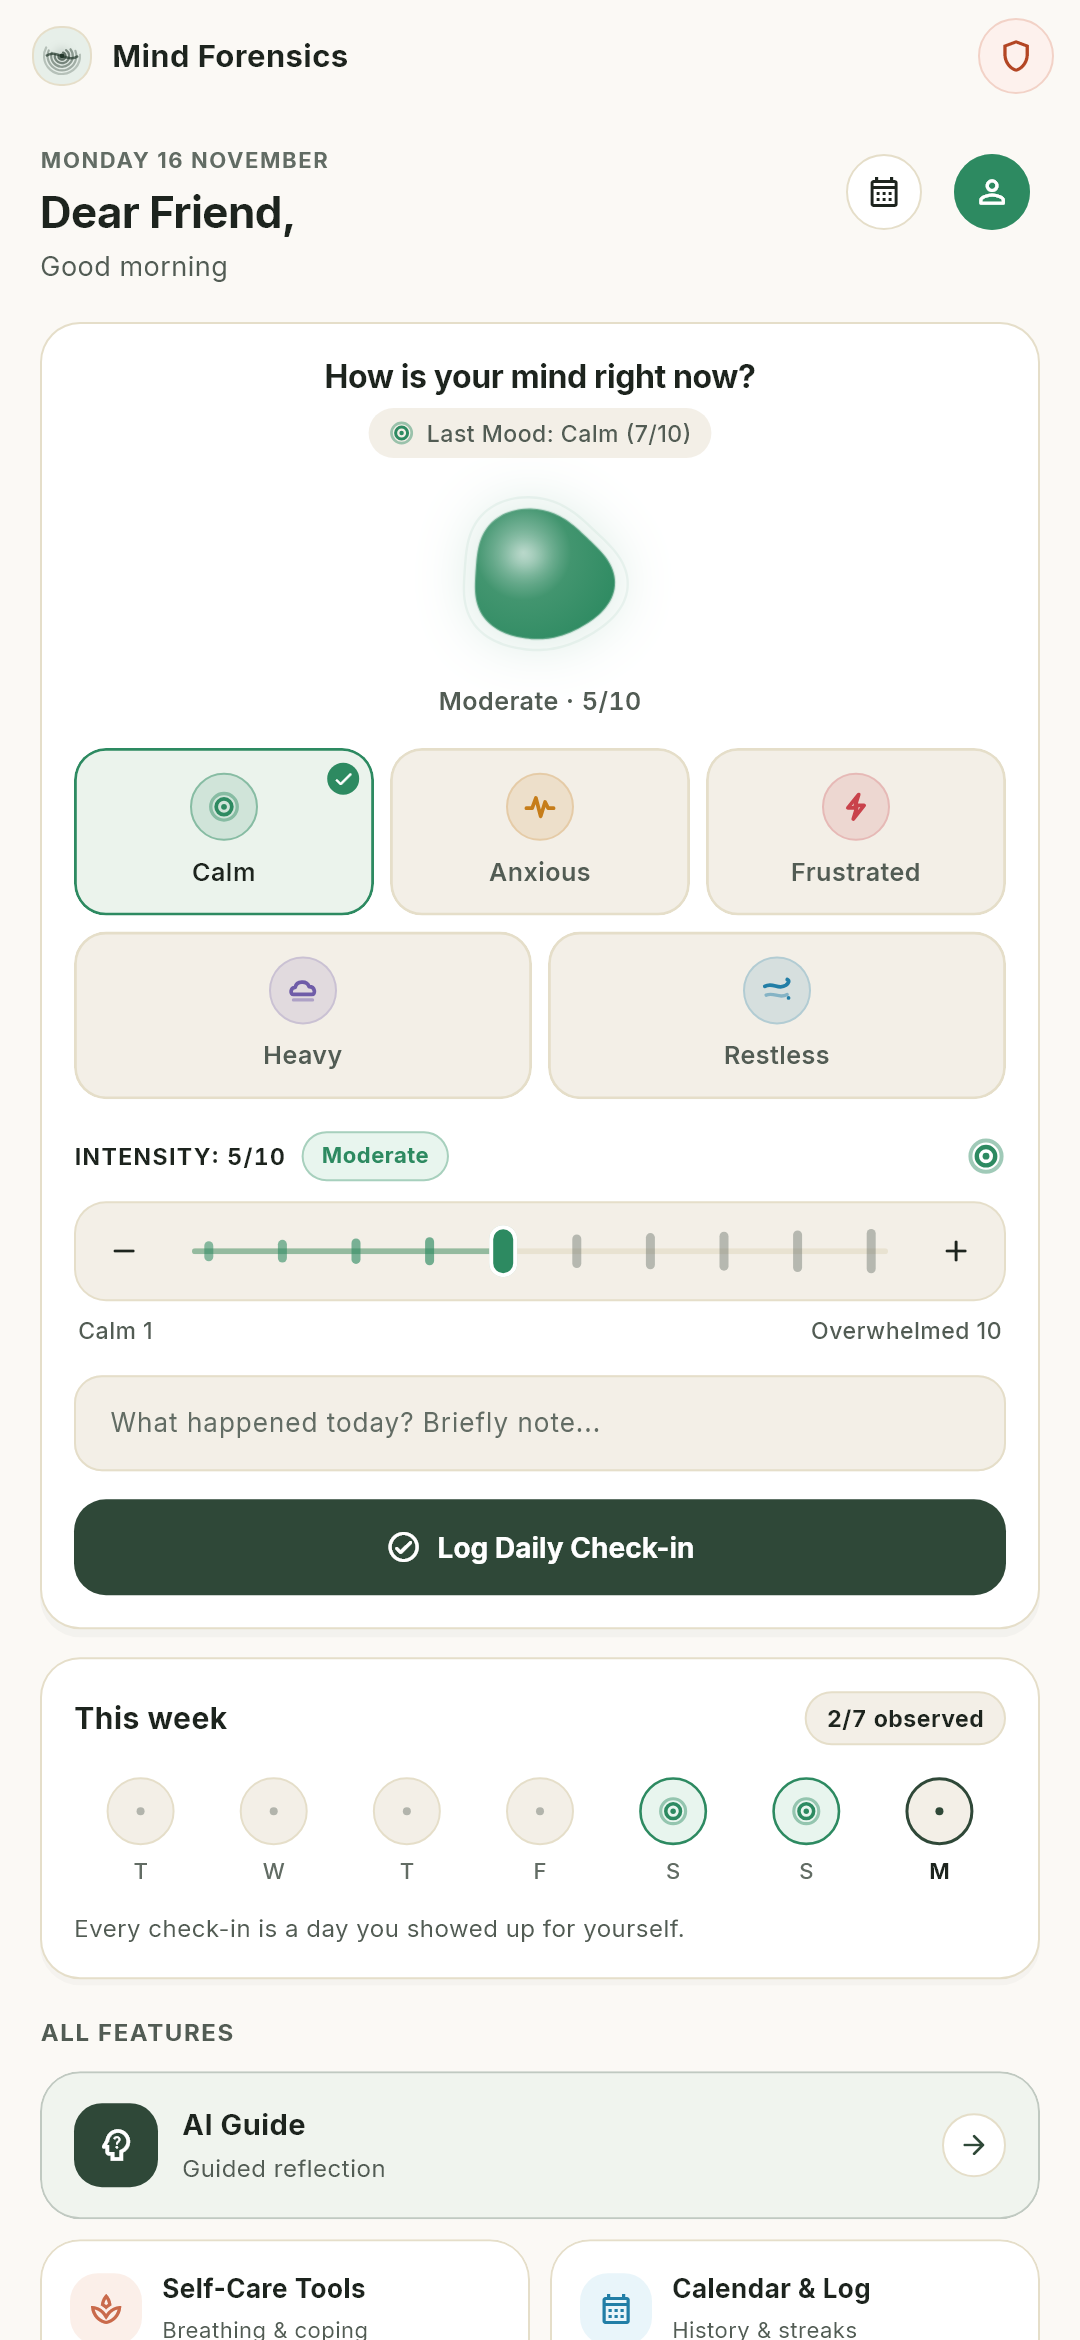 Mind Forensics
MONDAY 16 NOVEMBER
Dear Friend,
Good morning
How is your mind right now?
Last Mood: Calm (7/10)
Moderate · 5/10
Calm
Anxious
Frustrated
Heavy
Restless
INTENSITY: 5/10
Moderate
Calm 1
Overwhelmed 10
What happened today? Briefly note...
Log Daily Check-in
This week
2/7 observed
T W T F S S M
Every check-in is a day you showed up for yourself.
ALL FEATURES
AI Guide
Guided reflection
Self-Care Tools
Breathing & coping
Calendar & Log
History & streaks